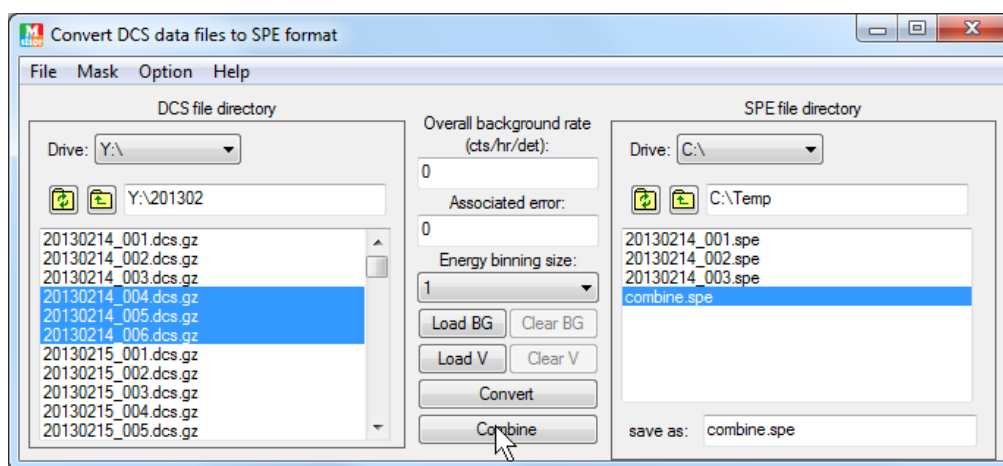 Convert DCS data files to SPE format
File Mask Option Help
DCS file directory
Drive: Y:\
Y:\201302
20130214_001.dcs.gz
20130214_002.dcs.gz
20130214_003.dcs.gz
20130214_004.dcs.gz
20130214_005.dcs.gz
20130214_006.dcs.gz
20130215_001.dcs.gz
20130215_002.dcs.gz
20130215_003.dcs.gz
20130215_004.dcs.gz
20130215_005.dcs.gz
Overall background rate
(cts/hr/det):
0
Associated error:
0
Energy binning size:
1
Load BG Clear BG
Load V Clear V
Convert
Combine
SPE file directory
Drive: C:\
C:\Temp
20130214_001.spe
20130214_002.spe
20130214_003.spe
combine.spe
save as: combine.spe